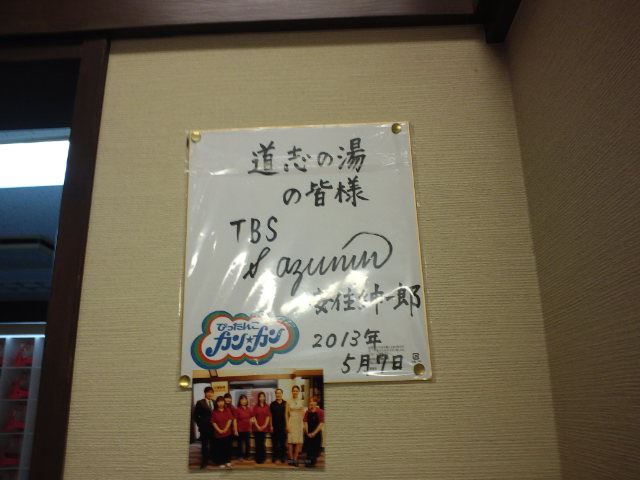 道志の湯
の皆様
TBS
S azumin
安住紳一郎
ぴったんこ
カン★カン
2013年
5月7日